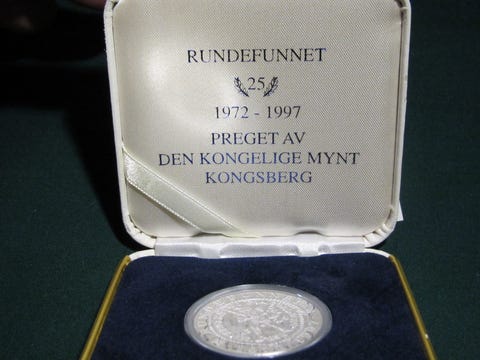 RUNDEFUNNET
25
1972 - 1997
PREGET AV
DEN KONGELIGE MYNT
KONGSBERG